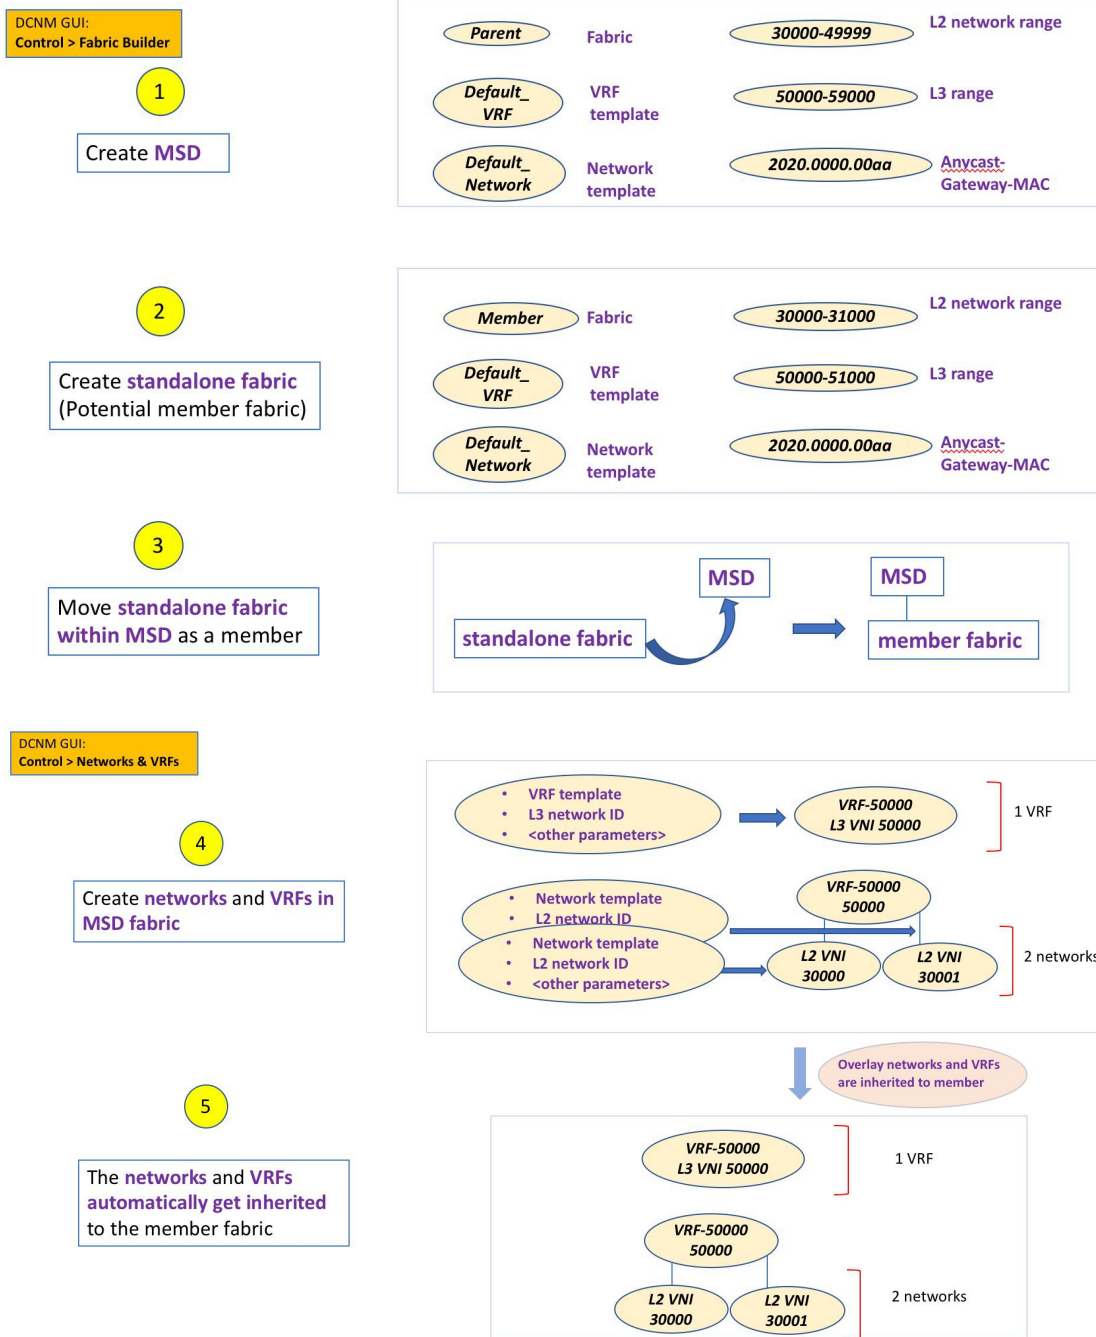 DCNM GUI:
Control > Fabric Builder
1
Create MSD
Parent
Fabric
30000-49999
L2 network range
Default_
VRF
VRF
template
50000-59000
L3 range
Default_
Network
Network
template
2020.0000.00aa
Anycast-
Gateway-MAC
2
Create standalone fabric
(Potential member fabric)
Member
Fabric
30000-31000
L2 network range
Default_
VRF
VRF
template
50000-51000
L3 range
Default_
Network
Network
template
2020.0000.00aa
Anycast-
Gateway-MAC
3
Move standalone fabric
within MSD as a member
standalone fabric
MSD
MSD
member fabric
DCNM GUI:
Control > Networks & VRFs
4
Create networks and VRFs in
MSD fabric
• VRF template
• L3 network ID
• <other parameters>
VRF-50000
L3 VNI 50000
1 VRF
• Network template
• L2 network ID
• Network template
• L2 network ID
• <other parameters>
VRF-50000
50000
L2 VNI
30000
L2 VNI
30001
2 networks
Overlay networks and VRFs
are inherited to member
5
The networks and VRFs
automatically get inherited
to the member fabric
VRF-50000
L3 VNI 50000
1 VRF
VRF-50000
50000
L2 VNI
30000
L2 VNI
30001
2 networks